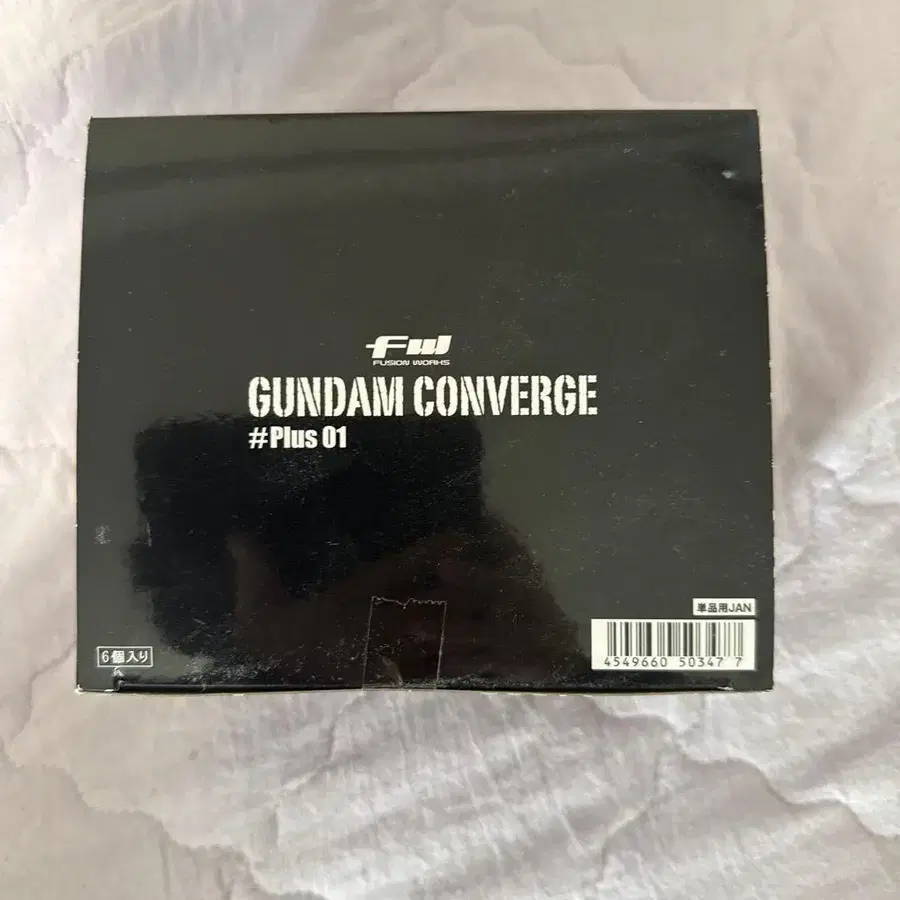 fw
FUSION WORKS
GUNDAM CONVERGE
#Plus 01
単品用JAN
6個入り
4549660 50347 7